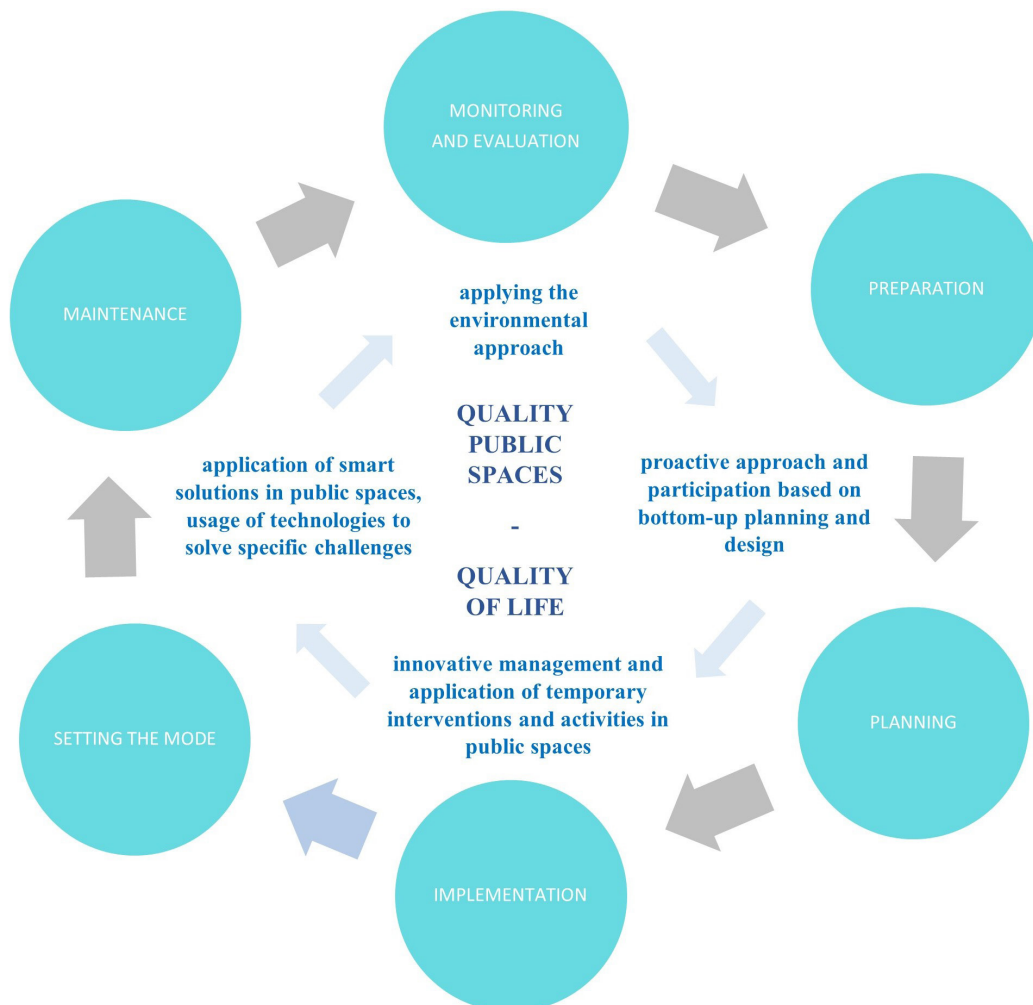 MONITORING
AND EVALUATION
PREPARATION
MAINTENANCE
applying the
environmental
approach
QUALITY
PUBLIC
SPACES
-
QUALITY
OF LIFE
application of smart
solutions in public spaces,
usage of technologies to
solve specific challenges
proactive approach and
participation based on
bottom-up planning and
design
innovative management and
application of temporary
interventions and activities in
public spaces
SETTING THE MODE
PLANNING
IMPLEMENTATION